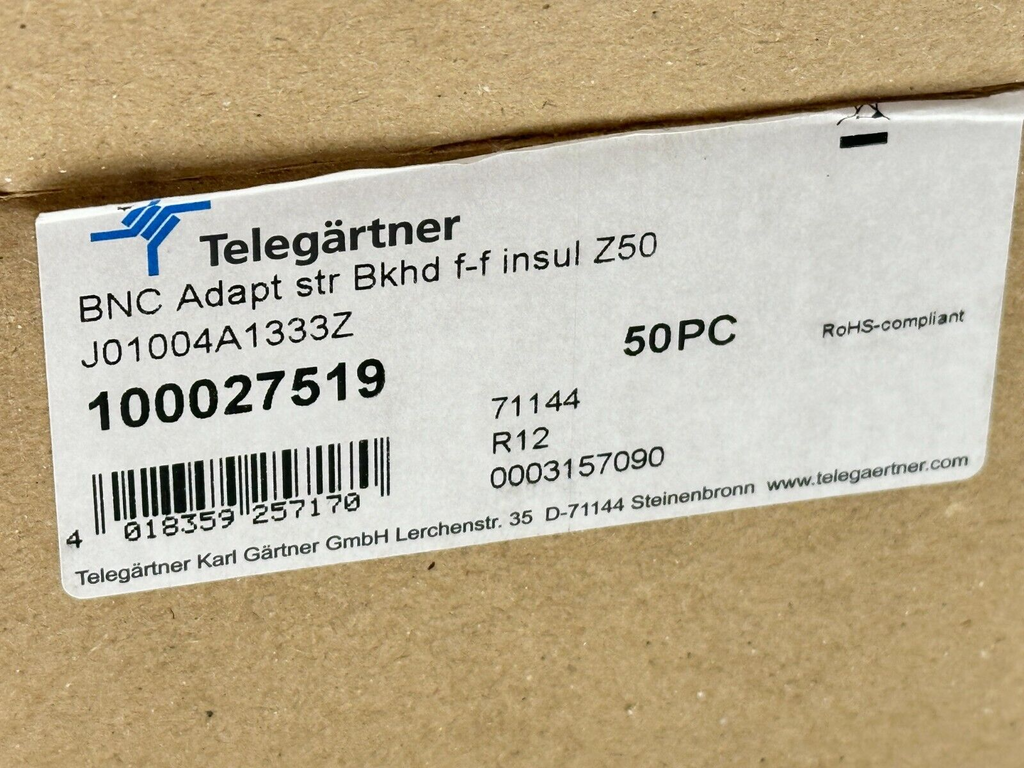 Telegärtner
BNC Adapt str Bkhd f-f insul Z50
J01004A1333Z
50PC
RoHS-compliant
100027519
71144
R12
0003157090
4 018359 257170
Telegärtner Karl Gärtner GmbH Lerchenstr. 35 D-71144 Steinenbronn www.telegaertner.com